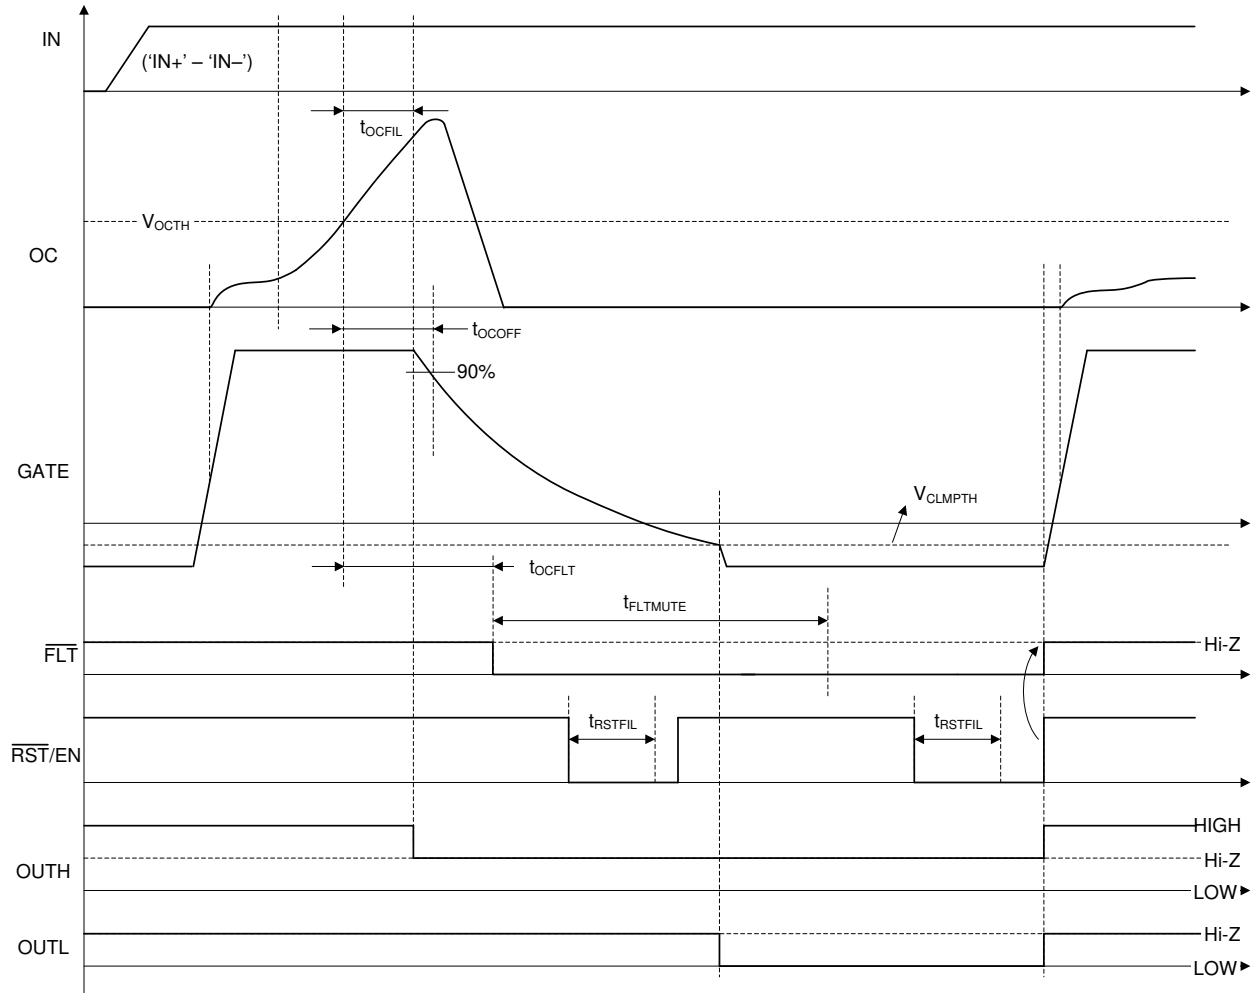 IN
('IN+' – 'IN–')
tOCFIL
VOCTH
OC
tOCOFF
90%
GATE
VCLMPTH
tOCFLT
tFLTMUTE
FLT
Hi-Z
tRSTFIL
tRSTFIL
RST/EN
HIGH
OUTH
Hi-Z
LOW
OUTL
Hi-Z
LOW